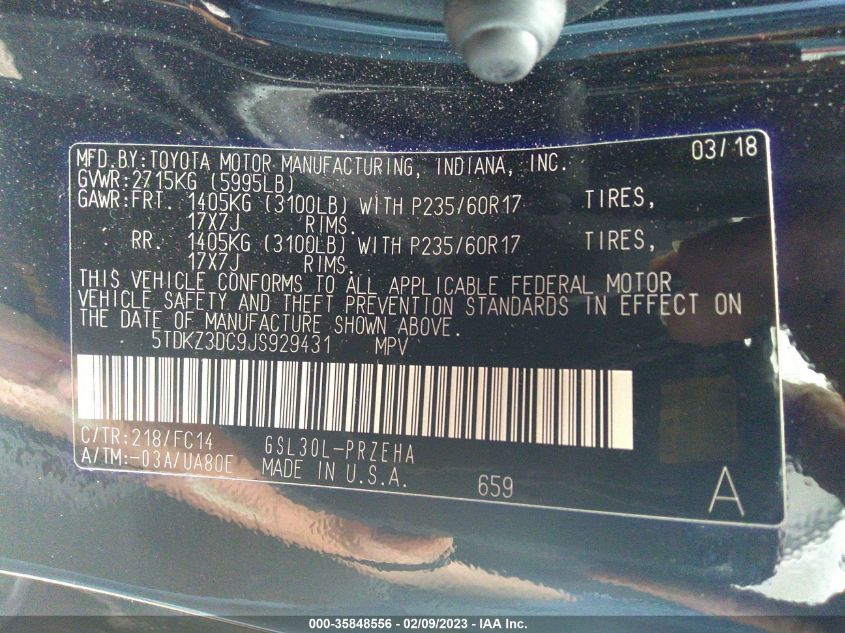 MFD.BY:TOYOTA MOTOR MANUFACTURING, INDIANA, INC. 03/18
GVWR:2715KG (5995LB)
GAWR:FRT. 1405KG (3100LB) WITH P235/60R17 TIRES,
17X7J RIMS.
RR. 1405KG (3100LB) WITH P235/60R17 TIRES,
17X7J RIMS.
THIS VEHICLE CONFORMS TO ALL APPLICABLE FEDERAL MOTOR
VEHICLE SAFETY AND THEFT PREVENTION STANDARDS IN EFFECT ON
THE DATE OF MANUFACTURE SHOWN ABOVE.
5TDKZ3DC9JS929431 MPV
C/TR:218/FC14 GSL30L-PRZEHA
A/TM:-03A/UA80E MADE IN U.S.A. 659 A
000-35848556 - 02/09/2023 - IAA Inc.